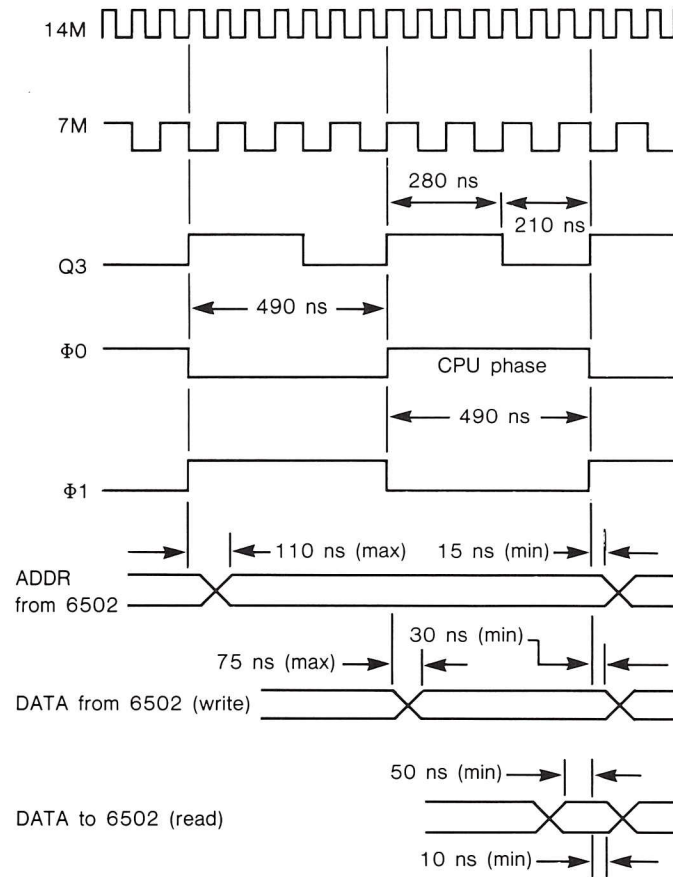 14M
7M
280 ns
210 ns
Q3
490 ns
Φ0
CPU phase
490 ns
Φ1
110 ns (max)
15 ns (min)
ADDR
from 6502
30 ns (min)
75 ns (max)
DATA from 6502 (write)
50 ns (min)
DATA to 6502 (read)
10 ns (min)